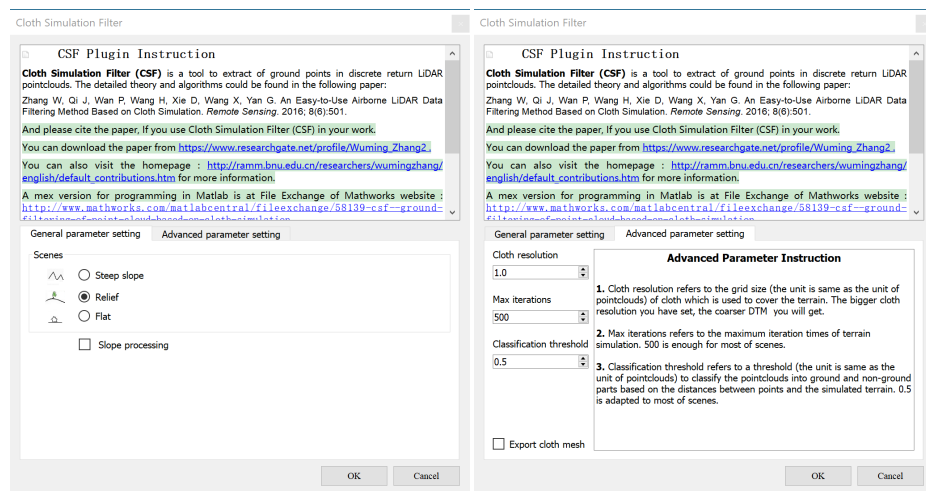 Cloth Simulation Filter
CSF Plugin Instruction
Cloth Simulation Filter (CSF) is a tool to extract of ground points in discrete return LiDAR
pointclouds. The detailed theory and algorithms could be found in the following paper:
Zhang W, Qi J, Wan P, Wang H, Xie D, Wang X, Yan G. An Easy-to-Use Airborne LiDAR Data
Filtering Method Based on Cloth Simulation. Remote Sensing. 2016; 8(6):501.
And please cite the paper, If you use Cloth Simulation Filter (CSF) in your work.
You can download the paper from https://www.researchgate.net/profile/Wuming_Zhang2 .
You can also visit the homepage : http://ramm.bnu.edu.cn/researchers/wumingzhang/
english/default_contributions.htm for more information.
A mex version for programming in Matlab is at File Exchange of Mathworks website :
http://www.mathworks.com/matlabcentral/fileexchange/58139-csf--ground-
filtering-of-point-cloud-based-on-cloth-simulation
General parameter setting
Advanced parameter setting
Scenes
Steep slope
Relief
Flat
Slope processing
OK
Cancel
Cloth Simulation Filter
CSF Plugin Instruction
Cloth Simulation Filter (CSF) is a tool to extract of ground points in discrete return LiDAR
pointclouds. The detailed theory and algorithms could be found in the following paper:
Zhang W, Qi J, Wan P, Wang H, Xie D, Wang X, Yan G. An Easy-to-Use Airborne LiDAR Data
Filtering Method Based on Cloth Simulation. Remote Sensing. 2016; 8(6):501.
And please cite the paper, If you use Cloth Simulation Filter (CSF) in your work.
You can download the paper from https://www.researchgate.net/profile/Wuming_Zhang2 .
You can also visit the homepage : http://ramm.bnu.edu.cn/researchers/wumingzhang/
english/default_contributions.htm for more information.
A mex version for programming in Matlab is at File Exchange of Mathworks website :
http://www.mathworks.com/matlabcentral/fileexchange/58139-csf--ground-
filtering-of-point-cloud-based-on-cloth-simulation
General parameter setting
Advanced parameter setting
Cloth resolution
1.0
Max iterations
500
Classification threshold
0.5
Export cloth mesh
Advanced Parameter Instruction
1. Cloth resolution refers to the grid size (the unit is same as the unit of
pointclouds) of cloth which is used to cover the terrain. The bigger cloth
resolution you have set, the coarser DTM you will get.
2. Max iterations refers to the maximum iteration times of terrain
simulation. 500 is enough for most of scenes.
3. Classification threshold refers to a threshold (the unit is same as the
unit of pointclouds) to classify the pointclouds into ground and non-ground
parts based on the distances between points and the simulated terrain. 0.5
is adapted to most of scenes.
OK
Cancel